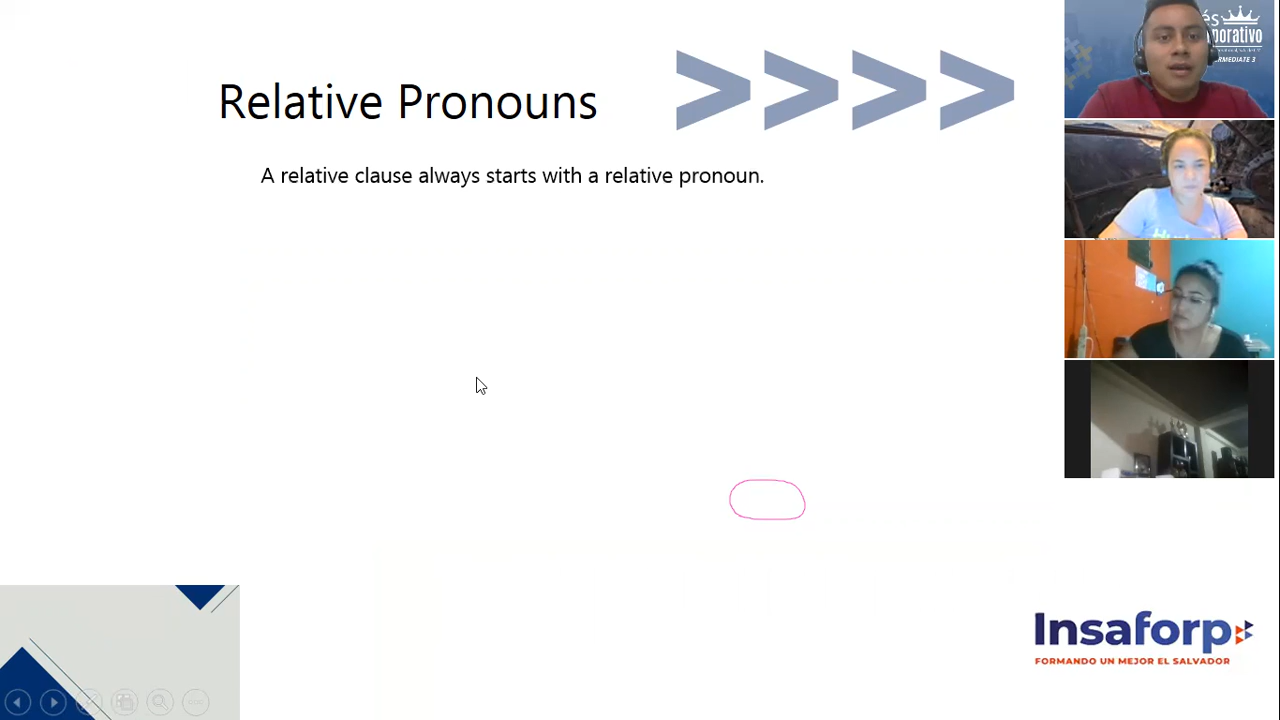 Relative Pronouns
A relative clause always starts with a relative pronoun.
Insaforp
FORMANDO UN MEJOR EL SALVADOR